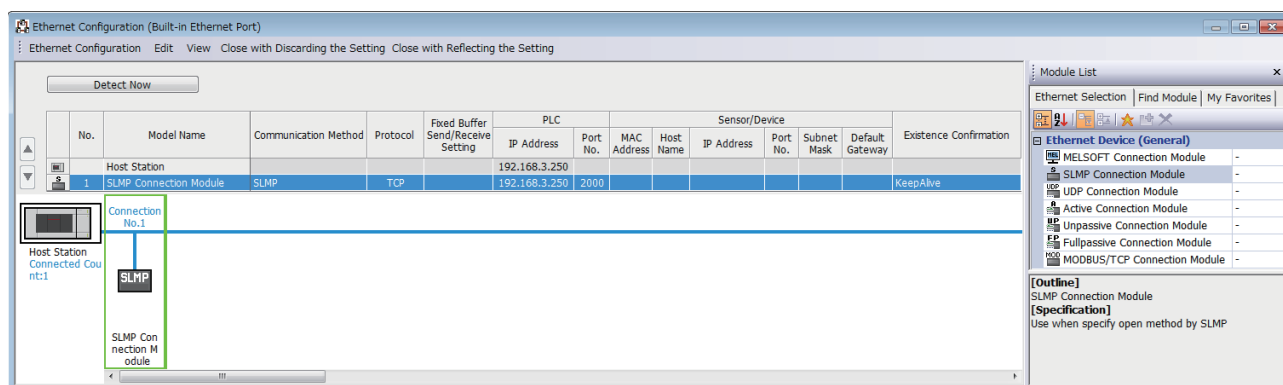 Ethernet Configuration (Built-in Ethernet Port)
Ethernet Configuration Edit View Close with Discarding the Setting Close with Reflecting the Setting
Detect Now
No. Model Name Communication Method Protocol Fixed Buffer Send/Receive Setting PLC Sensor/Device Existence Confirmation
IP Address Port No. MAC Address Host Name IP Address Port No. Subnet Mask Default Gateway
Host Station 192.168.3.250
1 SLMP Connection Module SLMP TCP 192.168.3.250 2000 KeepAlive
Connection
No.1
Host Station
Connected Cou
nt:1
SLMP
SLMP Con
nection M
odule
Module List
Ethernet Selection Find Module My Favorites
Ethernet Device (General)
MELSOFT Connection Module -
SLMP Connection Module -
UDP Connection Module -
Active Connection Module -
Unpassive Connection Module -
Fullpassive Connection Module -
MODBUS/TCP Connection Module -
[Outline]
SLMP Connection Module
[Specification]
Use when specify open method by SLMP